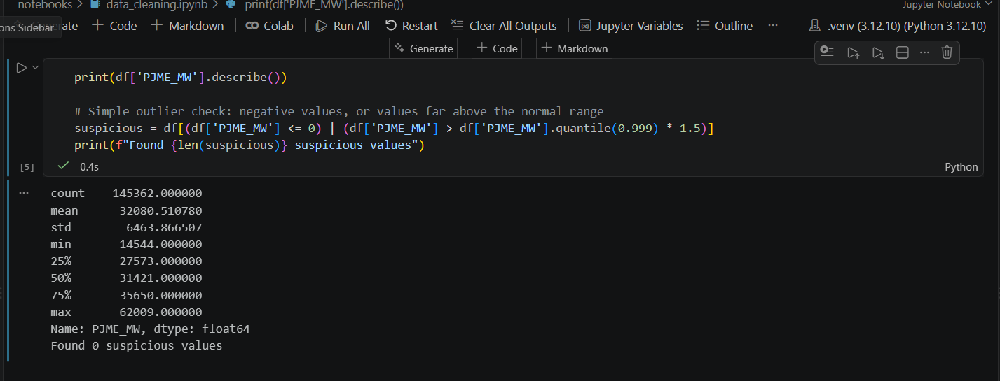 notebooks > data_cleaning.ipynb > print(df['PJME_MW'].describe())
Jupyter Notebook
ons Sidebar
ate + Code + Markdown | Colab | Run All Restart Clear All Outputs | Jupyter Variables Outline ... .venv (3.12.10) (Python 3.12.10)
Generate + Code + Markdown
print(df['PJME_MW'].describe())
# Simple outlier check: negative values, or values far above the normal range
suspicious = df[(df['PJME_MW'] <= 0) | (df['PJME_MW'] > df['PJME_MW'].quantile(0.999) * 1.5)]
print(f"Found {len(suspicious)} suspicious values")
[5] 0.4s Python
count 145362.000000
mean 32080.510780
std 6463.866507
min 14544.000000
25% 27573.000000
50% 31421.000000
75% 35650.000000
max 62009.000000
Name: PJME_MW, dtype: float64
Found 0 suspicious values